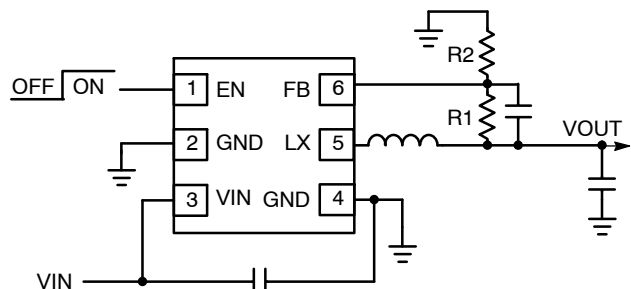 R2
OFF ON
1 EN FB 6
R1
2 GND LX 5
VOUT
3 VIN GND 4
VIN